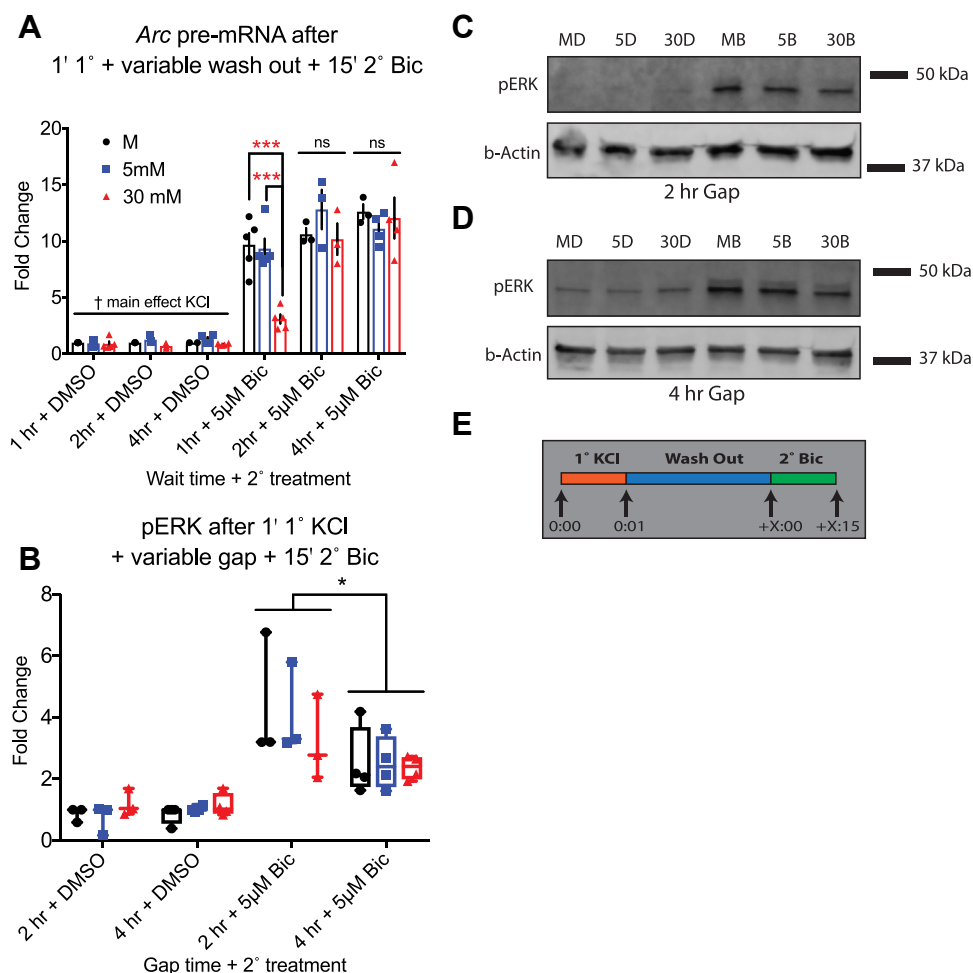 A
Arc pre-mRNA after
1' 1˚ + variable wash out + 15' 2˚ Bic
Fold Change
20
15
10
5
0
M
5mM
30 mM
† main effect KCl
***
***
ns
ns
1 hr + DMSO
2hr + DMSO
4hr + DMSO
1hr + 5µM Bic
2hr + 5µM Bic
4hr + 5µM Bic
Wait time + 2˚ treatment
B
pERK after 1' 1˚ KCl
+ variable gap + 15' 2˚ Bic
Fold Change
8
6
4
2
0
*
2 hr + DMSO
4 hr + DMSO
2 hr + 5µM Bic
4 hr + 5µM Bic
Gap time + 2˚ treatment
C
MD 5D 30D MB 5B 30B
pERK
50 kDa
b-Actin
37 kDa
2 hr Gap
D
MD 5D 30D MB 5B 30B
pERK
50 kDa
b-Actin
37 kDa
4 hr Gap
E
1˚ KCl Wash Out 2˚ Bic
0:00 0:01 +X:00 +X:15